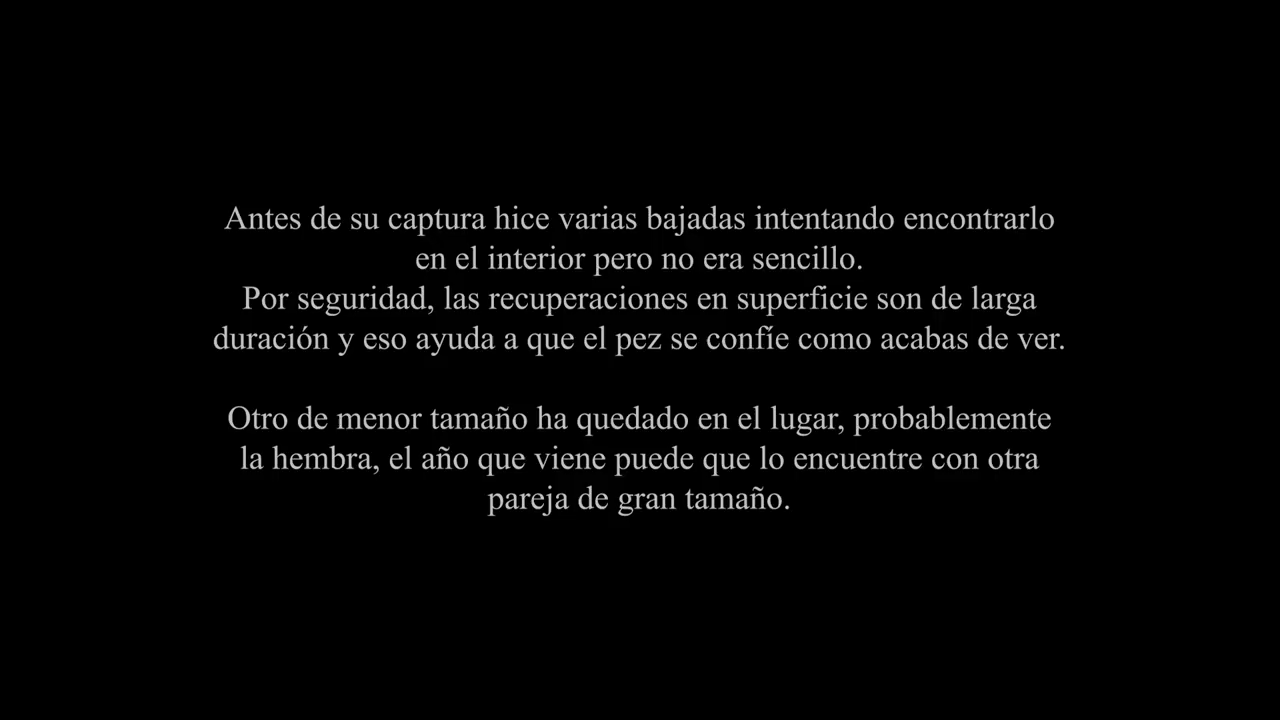 Antes de su captura hice varias bajadas intentando encontrarlo
en el interior pero no era sencillo.
Por seguridad, las recuperaciones en superficie son de larga
duración y eso ayuda a que el pez se confíe como acabas de ver.
Otro de menor tamaño ha quedado en el lugar, probablemente
la hembra, el año que viene puede que lo encuentre con otra
pareja de gran tamaño.